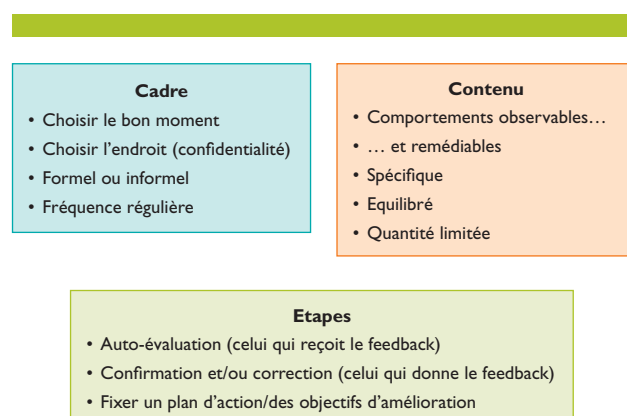 Cadre
• Choisir le bon moment
• Choisir l'endroit (confidentialité)
• Formel ou informel
• Fréquence régulière
Contenu
• Comportements observables…
• … et remédiables
• Spécifique
• Equilibré
• Quantité limitée
Etapes
• Auto-évaluation (celui qui reçoit le feedback)
• Confirmation et/ou correction (celui qui donne le feedback)
• Fixer un plan d'action/des objectifs d'amélioration